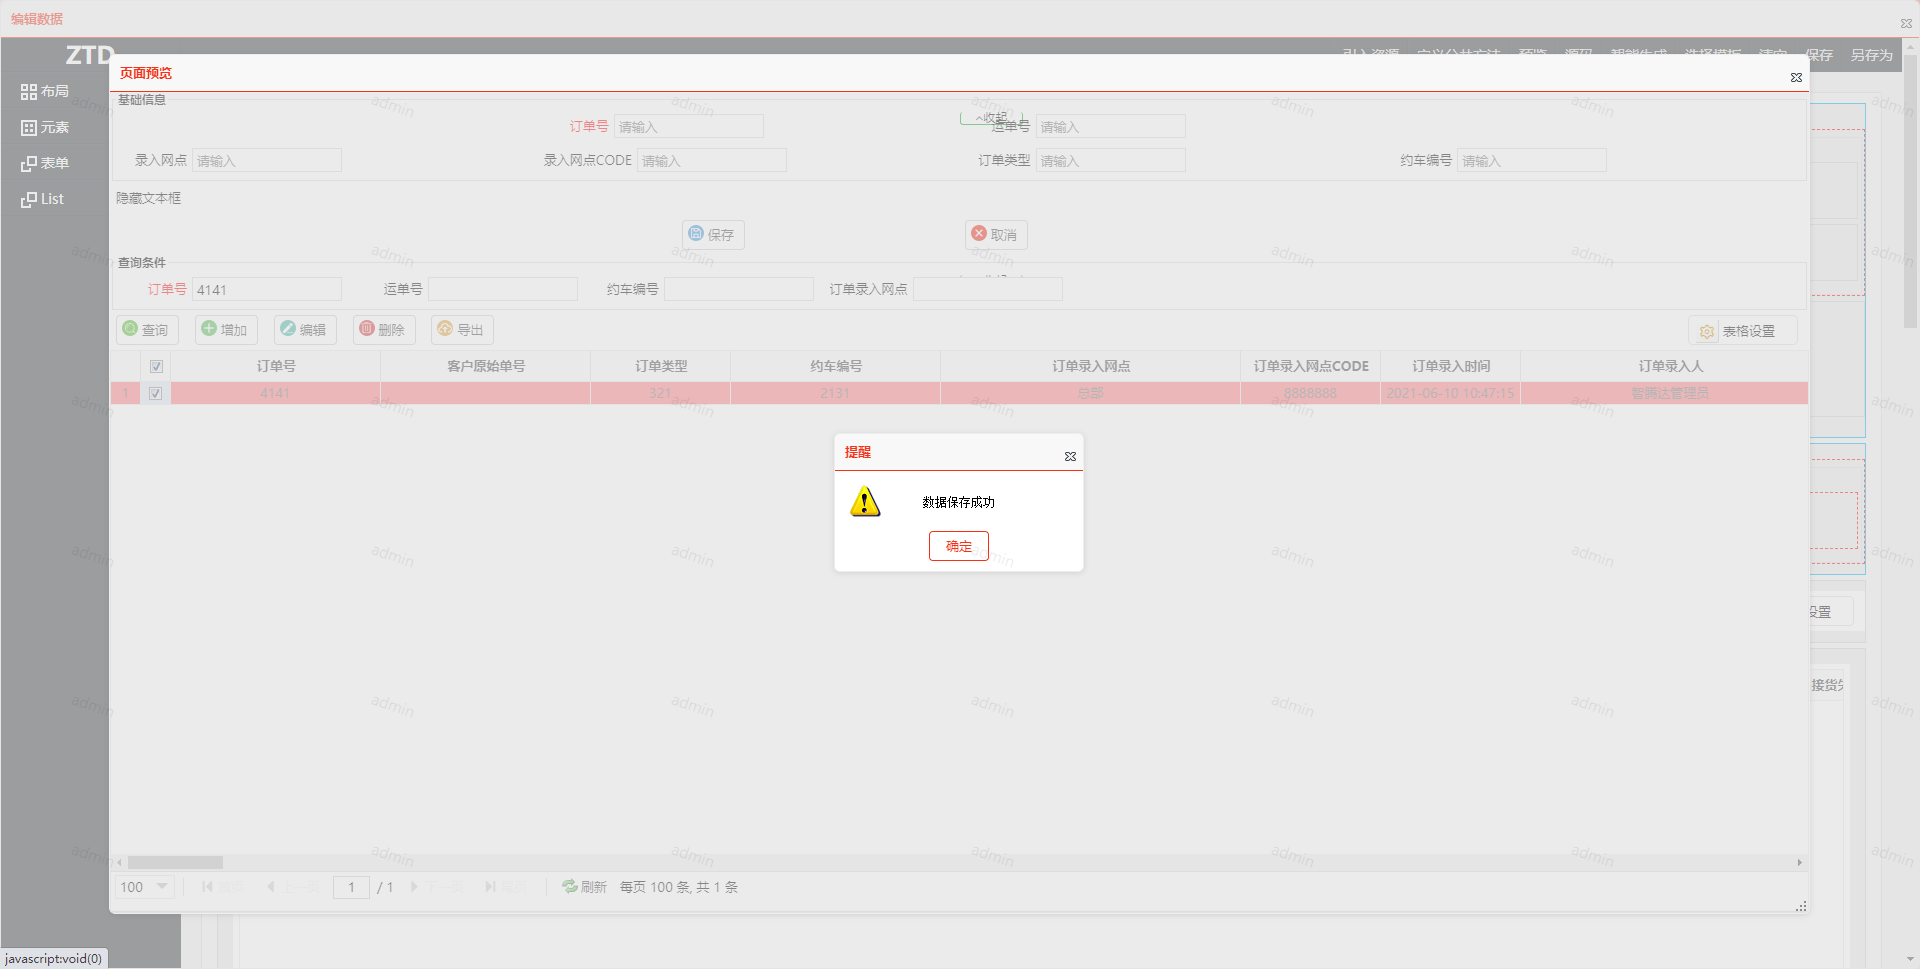 编辑数据
ZTD
引入资源 定义公共方法 预览 源码 智能生成 选择模板 清空 保存 另存为
布局
元素
表单
List
页面预览
基础信息
订单号 请输入 ^收起 运单号 请输入
录入网点 请输入 录入网点CODE 请输入 订单类型 请输入 约车编号 请输入
隐藏文本框
保存 取消
查询条件
订单号 4141 运单号 约车编号 订单录入网点
查询 增加 编辑 删除 导出 表格设置
订单号 客户原始单号 订单类型 约车编号 订单录入网点 订单录入网点CODE 订单录入时间 订单录入人
1 4141 321 2131 总部 8888888 2021-06-10 10:47:15 智腾达管理员
提醒
数据保存成功
确定
设置
接货
100 首页 上一页 1 / 1 下一页 尾页 刷新 每页 100 条, 共 1 条
javascript:void(0)
admin